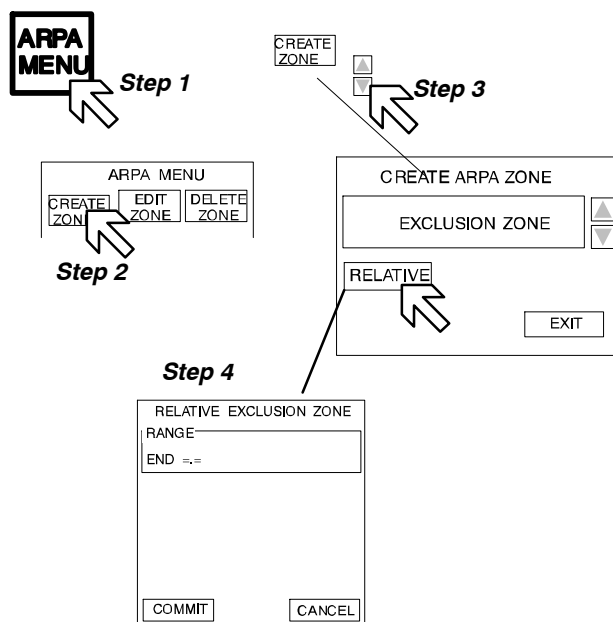 ARPA
MENU
Step 1
CREATE
ZONE
Step 3
ARPA MENU
CREATE
ZONE
EDIT
ZONE
DELETE
ZONE
Step 2
CREATE ARPA ZONE
EXCLUSION ZONE
RELATIVE
EXIT
Step 4
RELATIVE EXCLUSION ZONE
RANGE
END =.=
COMMIT
CANCEL